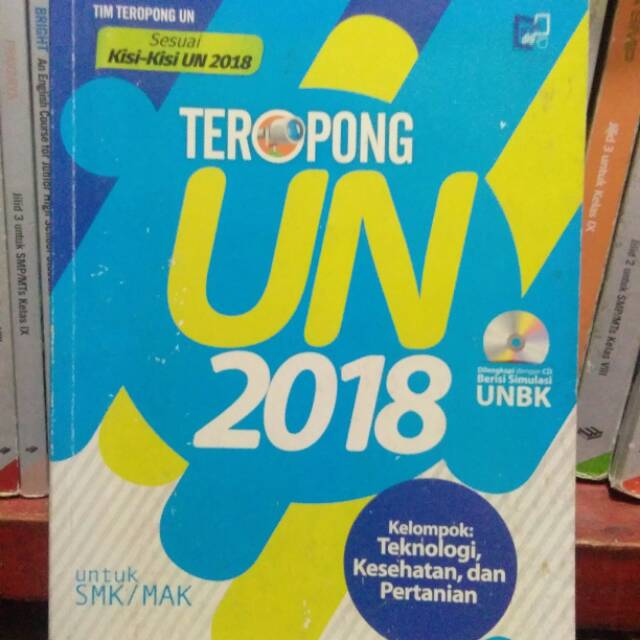 TIM TEROPONG UN
Sesuai
Kisi-Kisi UN 2018
TEROPONG
UN
2018
Dilengkapi dengan CD
Berisi Simulasi
UNBK
Kelompok:
Teknologi,
Kesehatan, dan
Pertanian
untuk
SMK/MAK
Jilid 3 untuk SMP/MTs Kelas IX
BRIGHT An English Course for Junior High
Jilid 3 untuk Kelas IX
Jilid 2 untuk SMP/MTs Kelas VIII